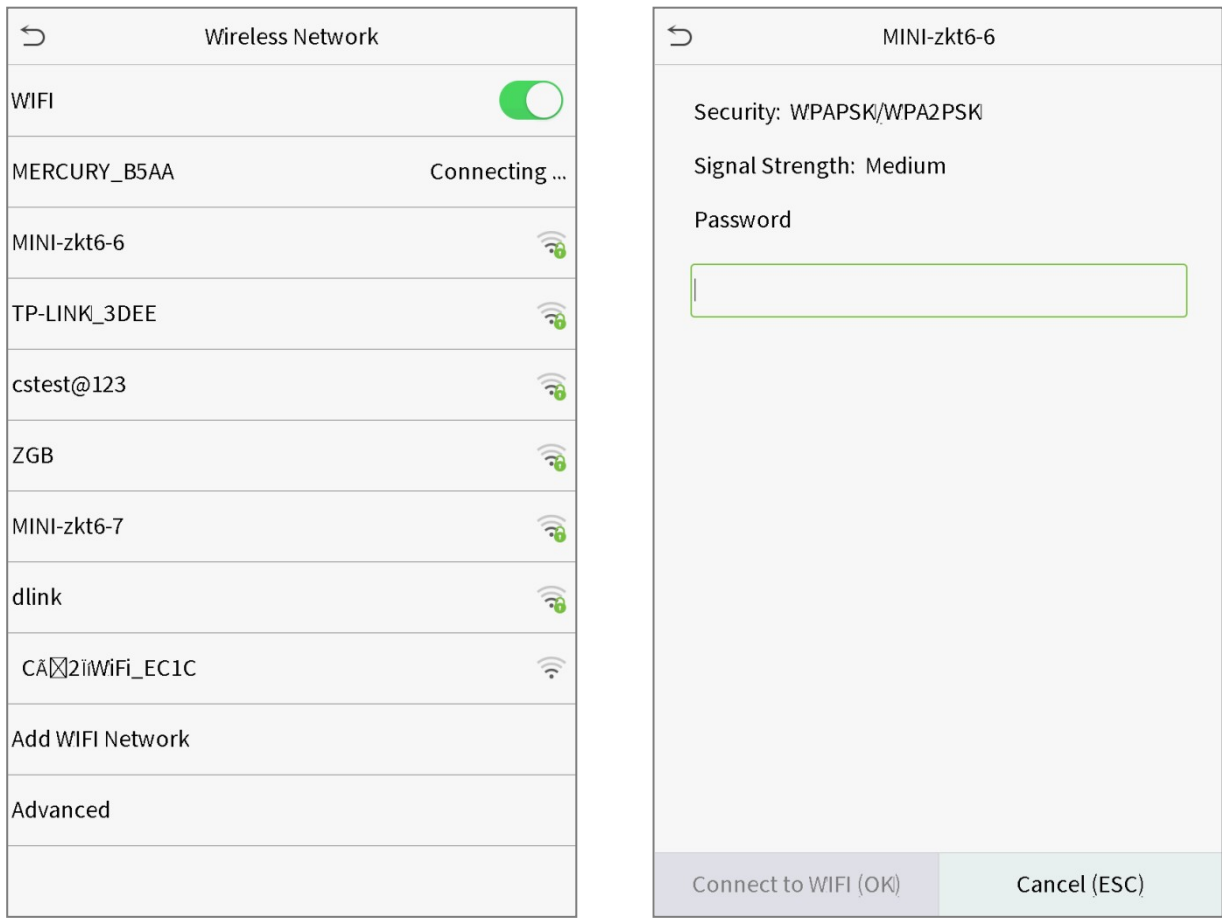 Wireless Network
WIFI
MERCURY_B5AA Connecting ...
MINI-zkt6-6
TP-LINK_3DEE
cstest@123
ZGB
MINI-zkt6-7
dlink
WiFi_EC1C
Add WIFI Network
Advanced
MINI-zkt6-6
Security: WPAPSK/WPA2PSK
Signal Strength: Medium
Password
Connect to WIFI (OK) Cancel (ESC)